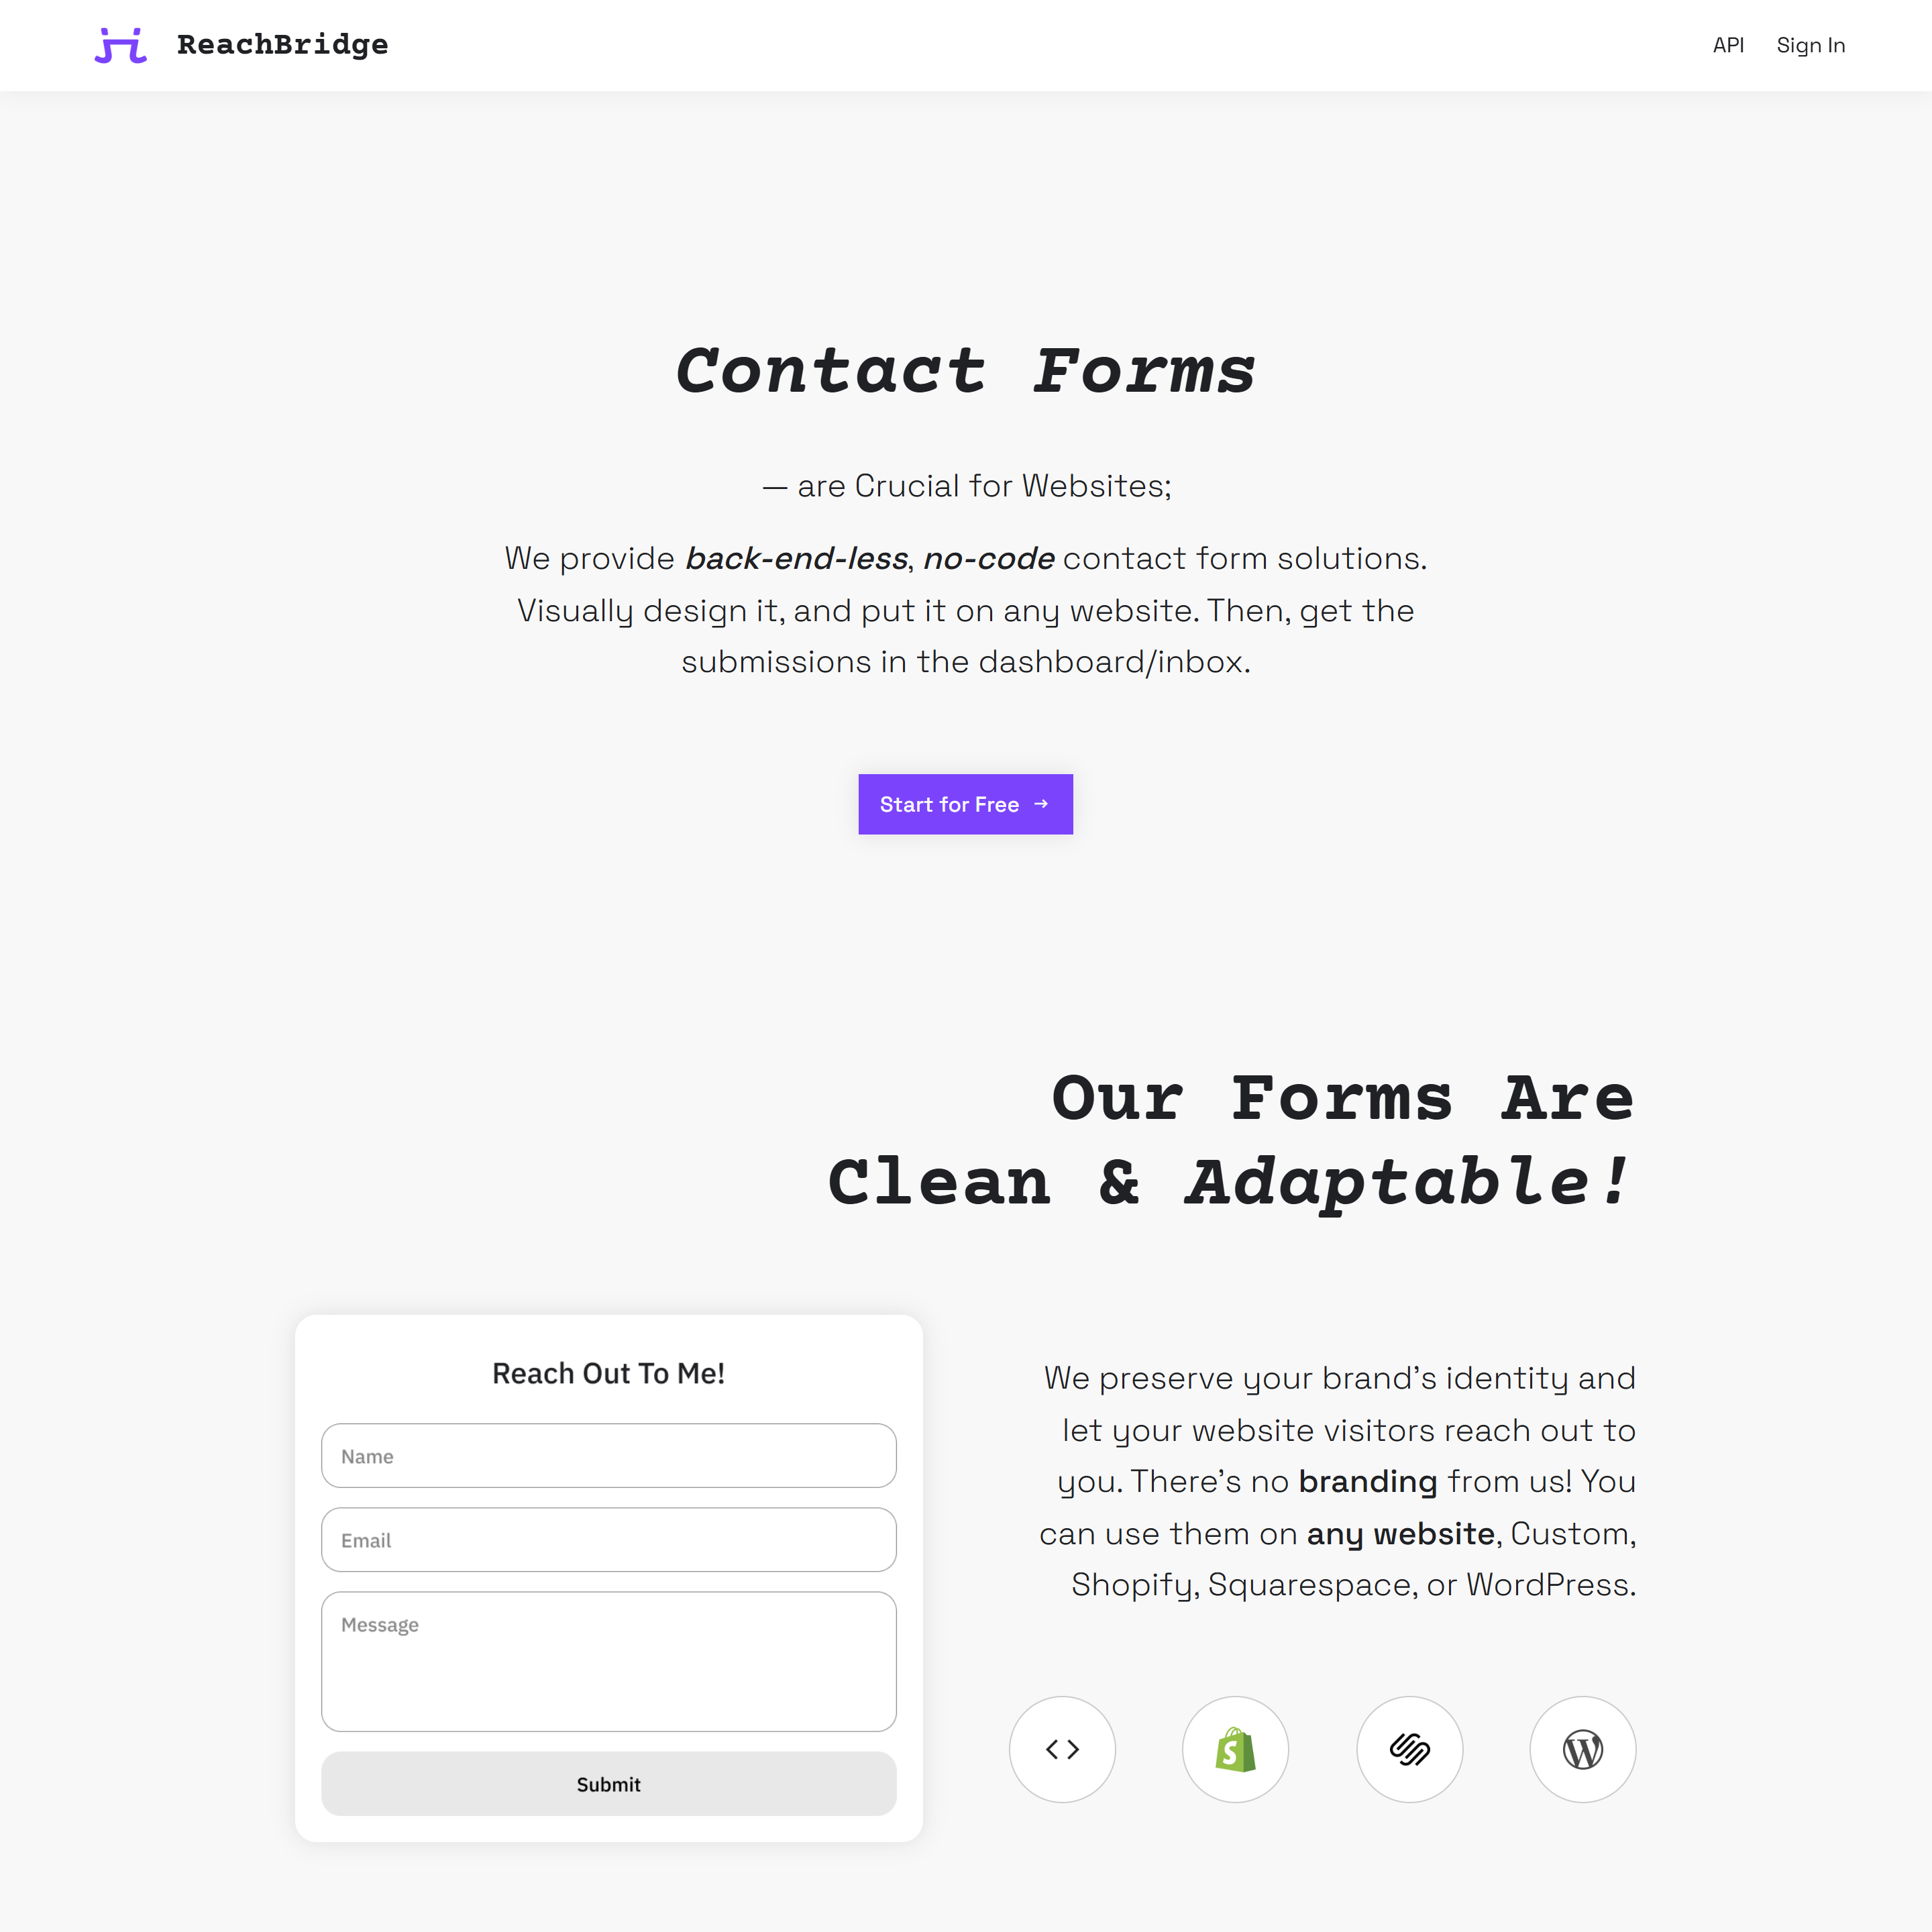 ReachBridge
API
Sign In
Contact Forms
— are Crucial for Websites;
We provide back-end-less, no-code contact form solutions.
Visually design it, and put it on any website. Then, get the
submissions in the dashboard/inbox.
Start for Free →
Our Forms Are
Clean & Adaptable!
Reach Out To Me!
Name
Email
Message
Submit
We preserve your brand’s identity and
let your website visitors reach out to
you. There’s no branding from us! You
can use them on any website, Custom,
Shopify, Squarespace, or WordPress.